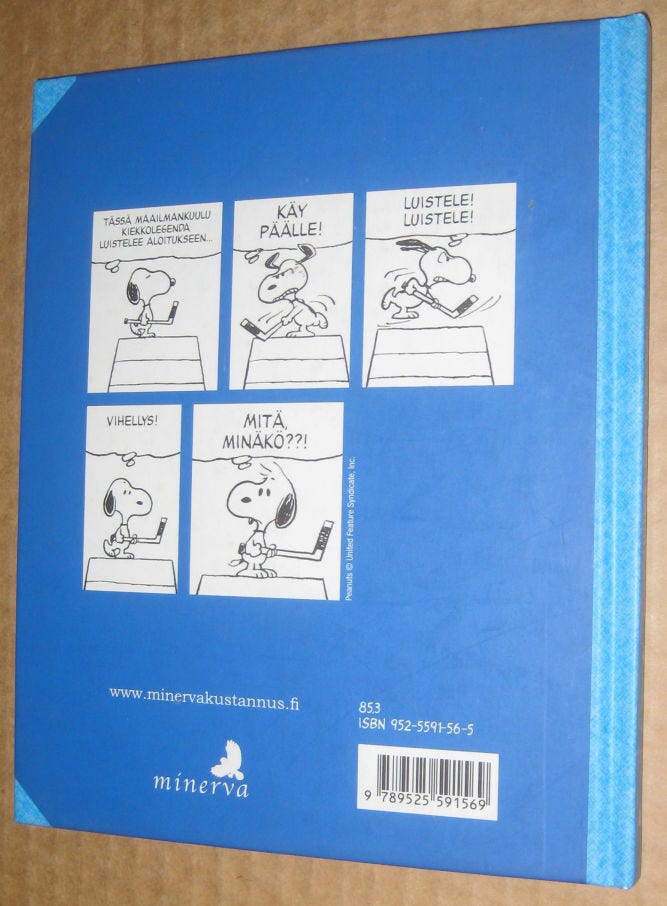 TÄSSÄ MAAILMANKUULU
KIEKKOLEGENDA
LUISTELEE ALOITUKSEEN...
KÄY
PÄÄLLE!
LUISTELE!
LUISTELE!
VIHELLYS!
MITÄ,
MINÄKÖ??!
Peanuts © United Feature Syndicate, Inc.
www.minervakustannus.fi
minerva
85.3
ISBN 952-5591-56-5
9 789525 591569